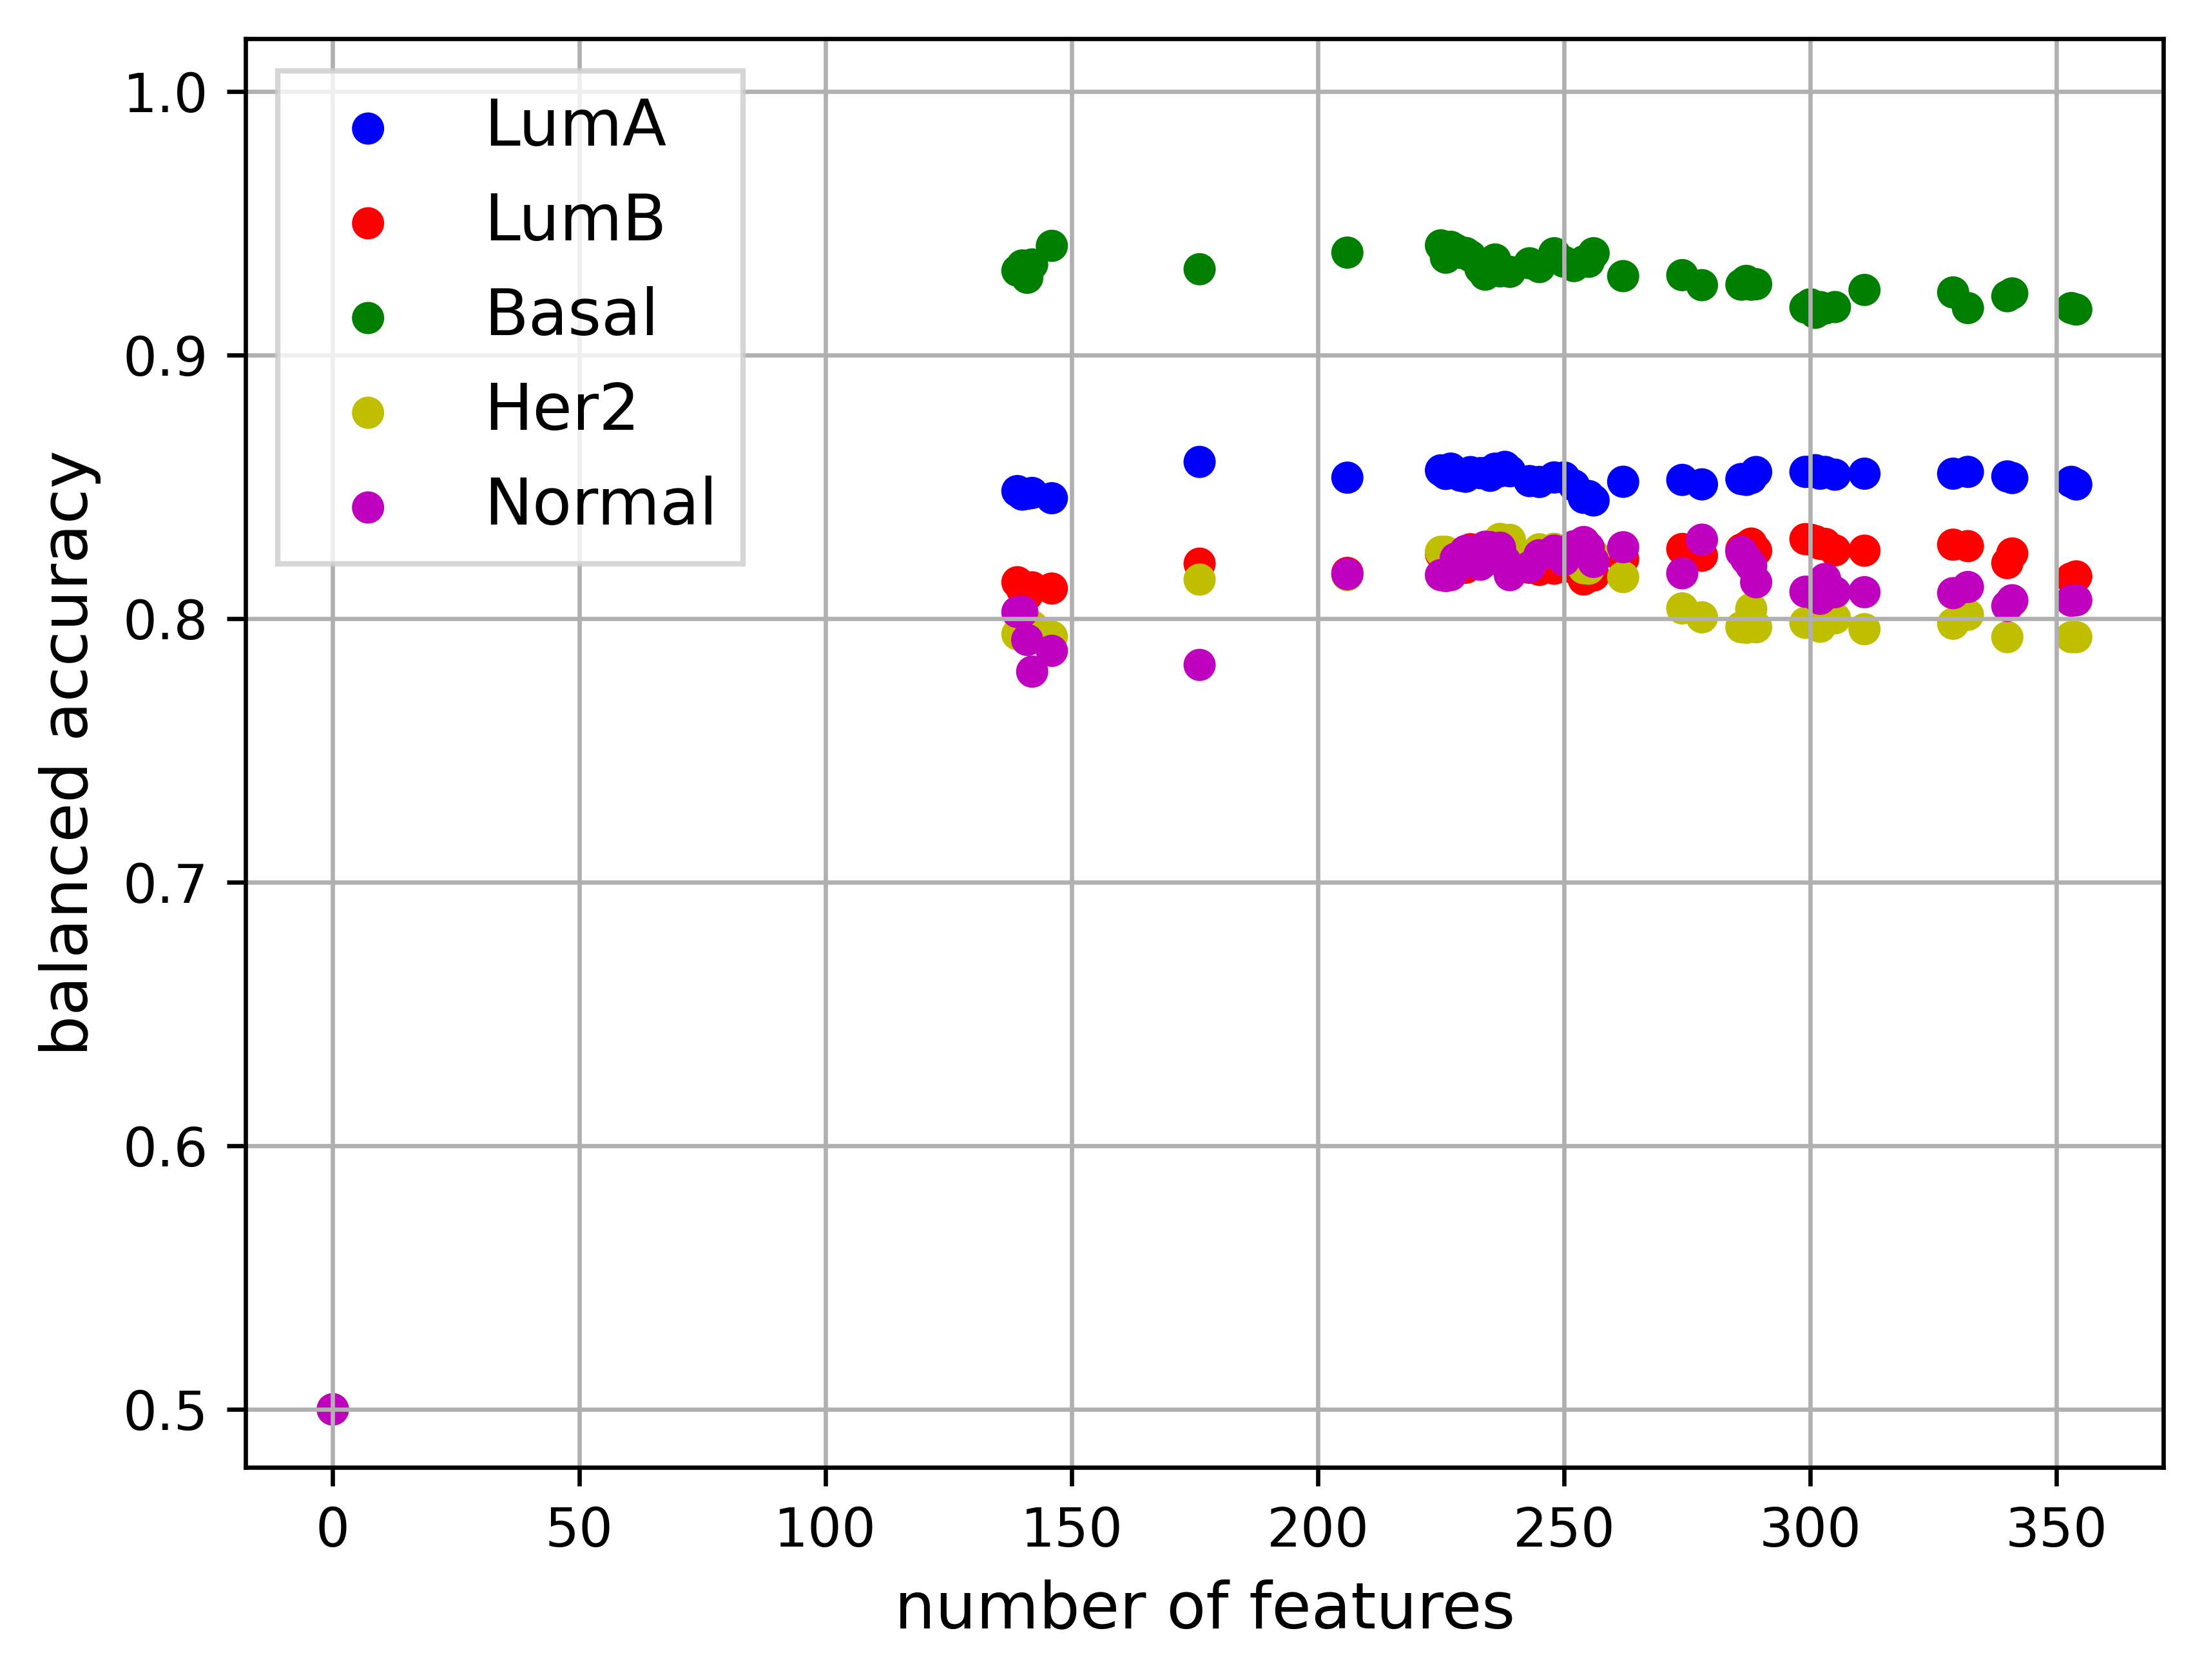 1.0
0.9
0.8
0.7
0.6
0.5
balanced accuracy
LumA
LumB
Basal
Her2
Normal
0 50 100 150 200 250 300 350
number of features